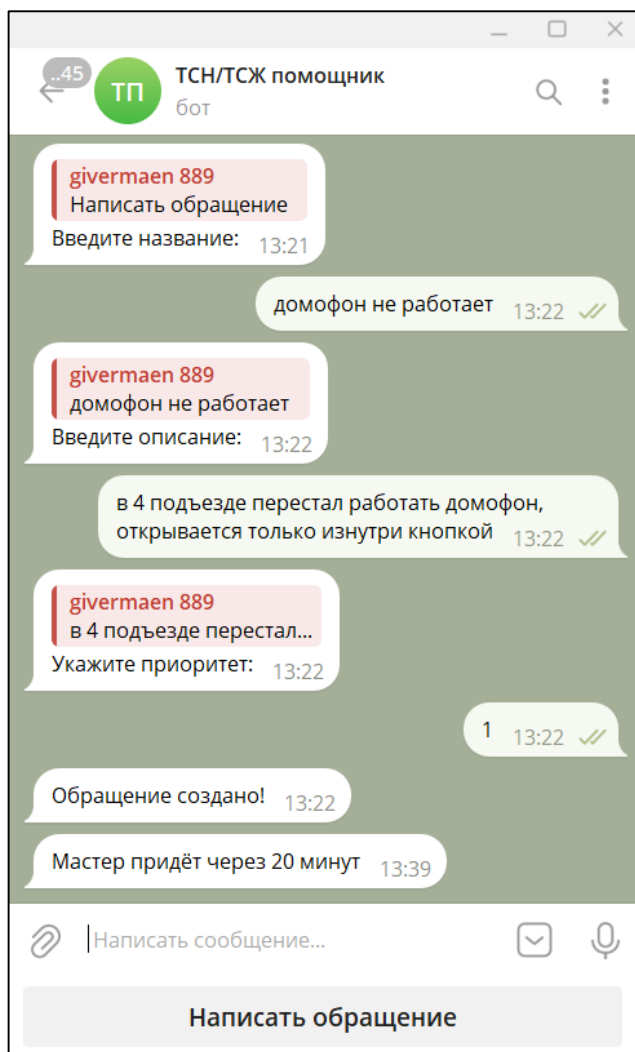 ..45
ТП
ТСН/ТСЖ помощник
бот
givermaen 889
Написать обращение
Введите название: 13:21
домофон не работает 13:22
givermaen 889
домофон не работает
Введите описание: 13:22
в 4 подъезде перестал работать домофон,
открывается только изнутри кнопкой 13:22
givermaen 889
в 4 подъезде перестал...
Укажите приоритет: 13:22
1 13:22
Обращение создано! 13:22
Мастер придёт через 20 минут 13:39
Написать сообщение...
Написать обращение